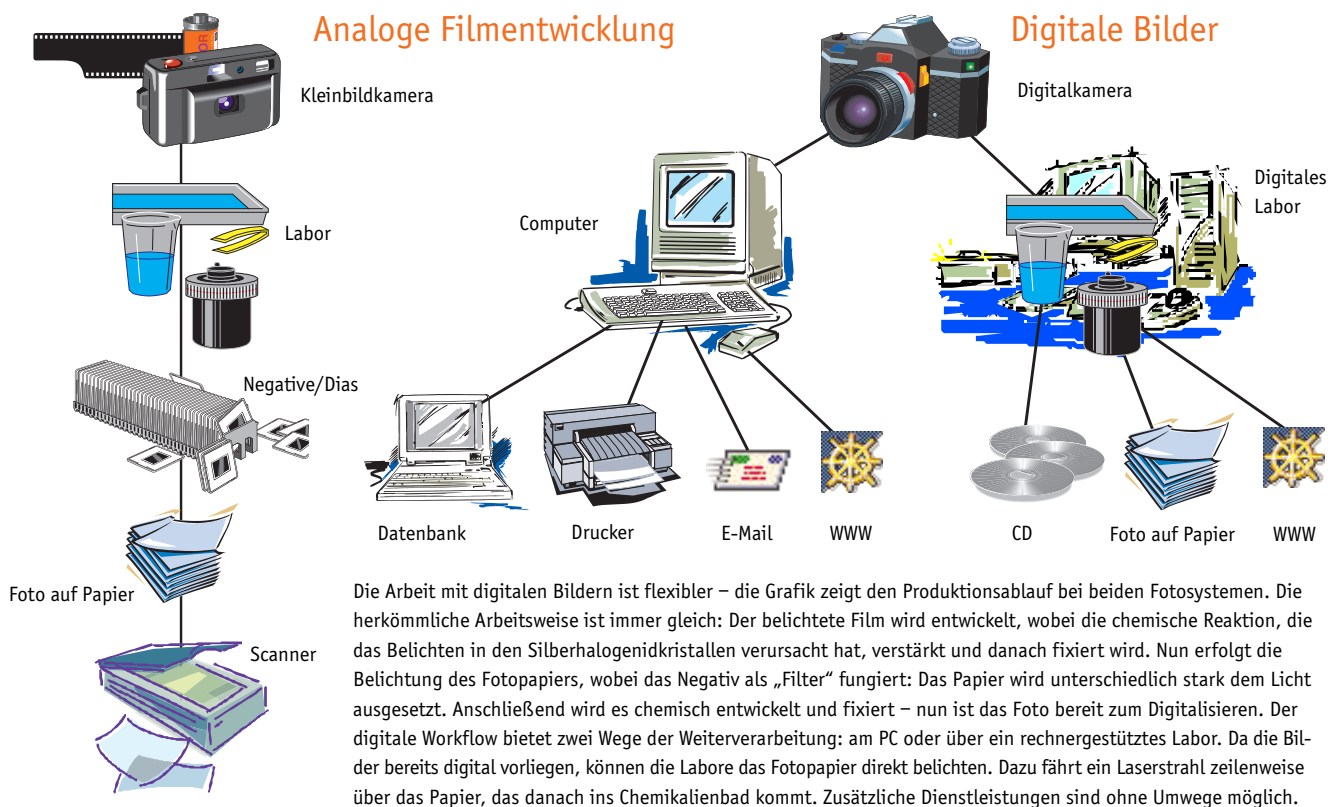 Analoge Filmentwicklung
Kleinbildkamera
Labor
Negative/Dias
Foto auf Papier
Scanner
Digitale Bilder
Digitalkamera
Computer
Digitales
Labor
Datenbank
Drucker
E-Mail
WWW
CD
Foto auf Papier
WWW
Die Arbeit mit digitalen Bildern ist flexibler – die Grafik zeigt den Produktionsablauf bei beiden Fotosystemen. Die
herkömmliche Arbeitsweise ist immer gleich: Der belichtete Film wird entwickelt, wobei die chemische Reaktion, die
das Belichten in den Silberhalogenidkristallen verursacht hat, verstärkt und danach fixiert wird. Nun erfolgt die
Belichtung des Fotopapiers, wobei das Negativ als „Filter“ fungiert: Das Papier wird unterschiedlich stark dem Licht
ausgesetzt. Anschließend wird es chemisch entwickelt und fixiert – nun ist das Foto bereit zum Digitalisieren. Der
digitale Workflow bietet zwei Wege der Weiterverarbeitung: am PC oder über ein rechnergestütztes Labor. Da die Bil-
der bereits digital vorliegen, können die Labore das Fotopapier direkt belichten. Dazu fährt ein Laserstrahl zeilenweise
über das Papier, das danach ins Chemikalienbad kommt. Zusätzliche Dienstleistungen sind ohne Umwege möglich.